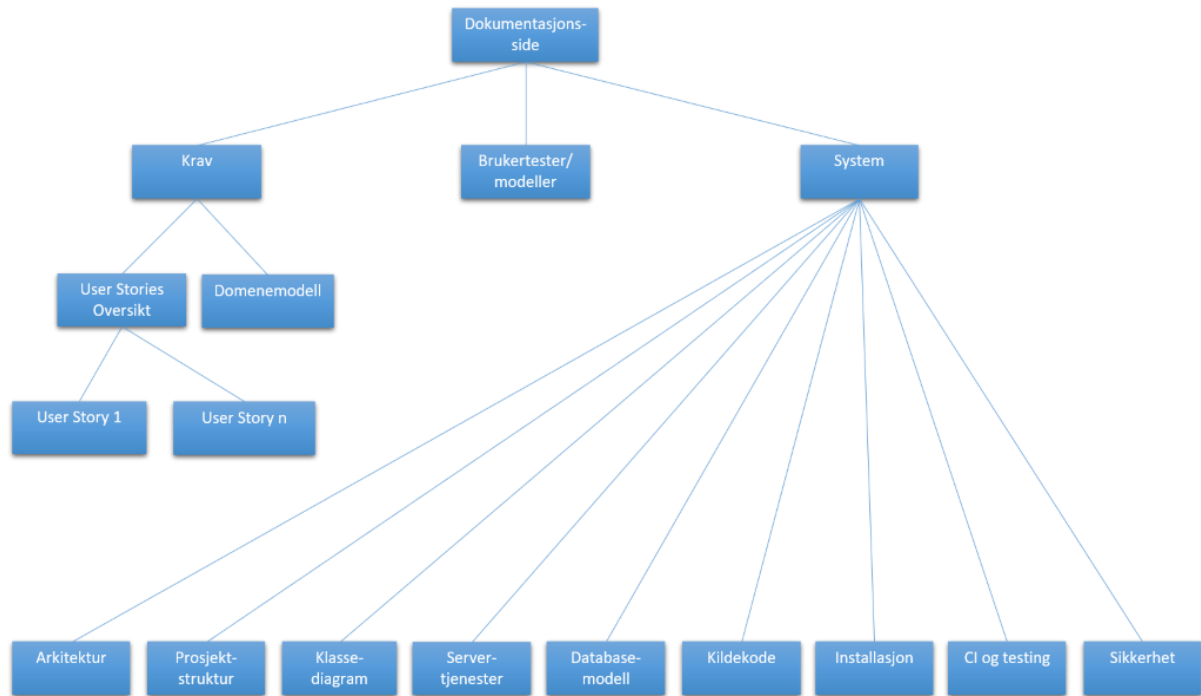 Dokumentasjons-
side
Krav
Brukertester/
modeller
System
User Stories
Oversikt
Domenemodell
User Story 1
User Story n
Arkitektur
Prosjekt-
struktur
Klasse-
diagram
Server-
tjenester
Database-
modell
Kildekode
Installasjon
CI og testing
Sikkerhet